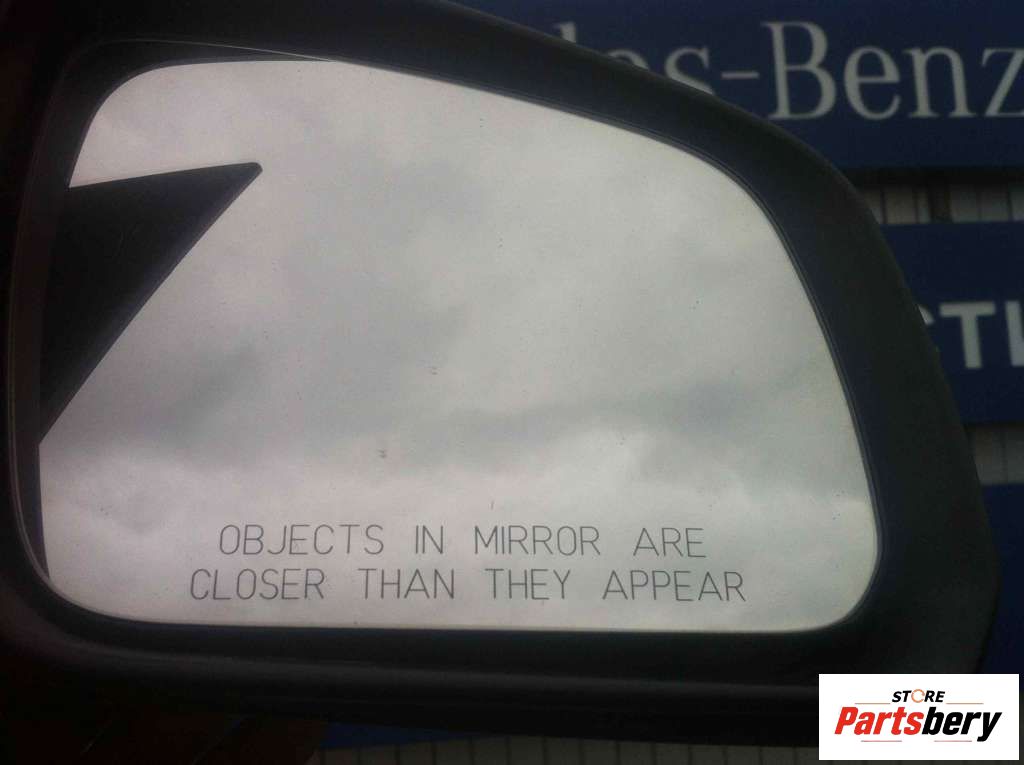 -Benz
OBJECTS IN MIRROR ARE
CLOSER THAN THEY APPEAR
STORE
Partsbery